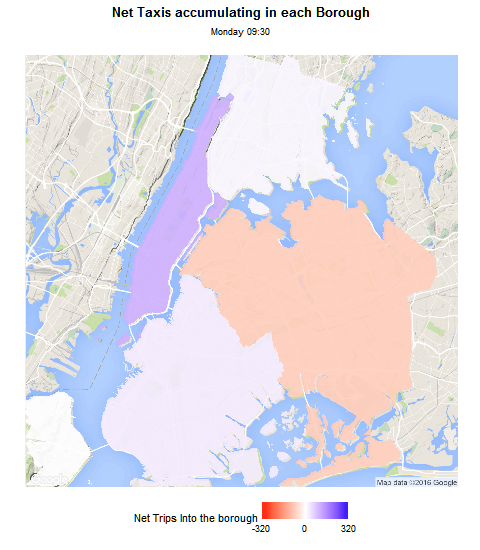 Net Taxis accumulating in each Borough
Monday 09:30
Map data ©2016 Google
Net Trips Into the borough
-320 0 320